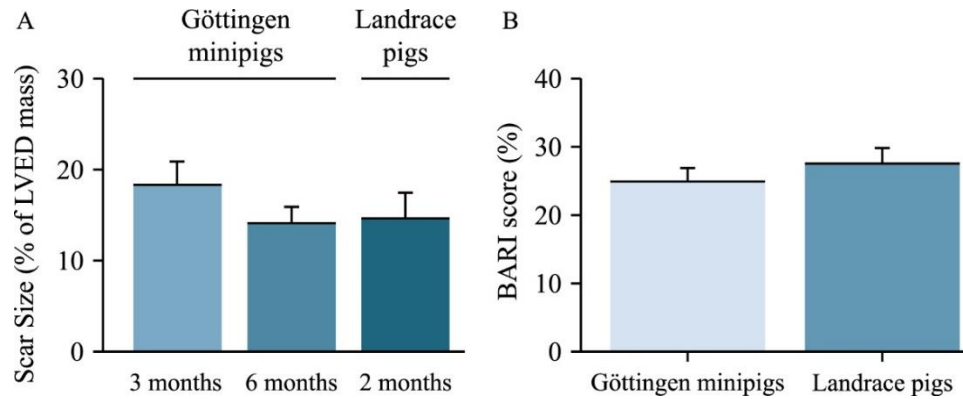 A
Göttingen
minipigs
Landrace
pigs
Scar Size (% of LVED mass)
30
20
10
0
3 months
6 months
2 months
B
BARI score (%)
40
30
20
10
0
Göttingen minipigs
Landrace pigs